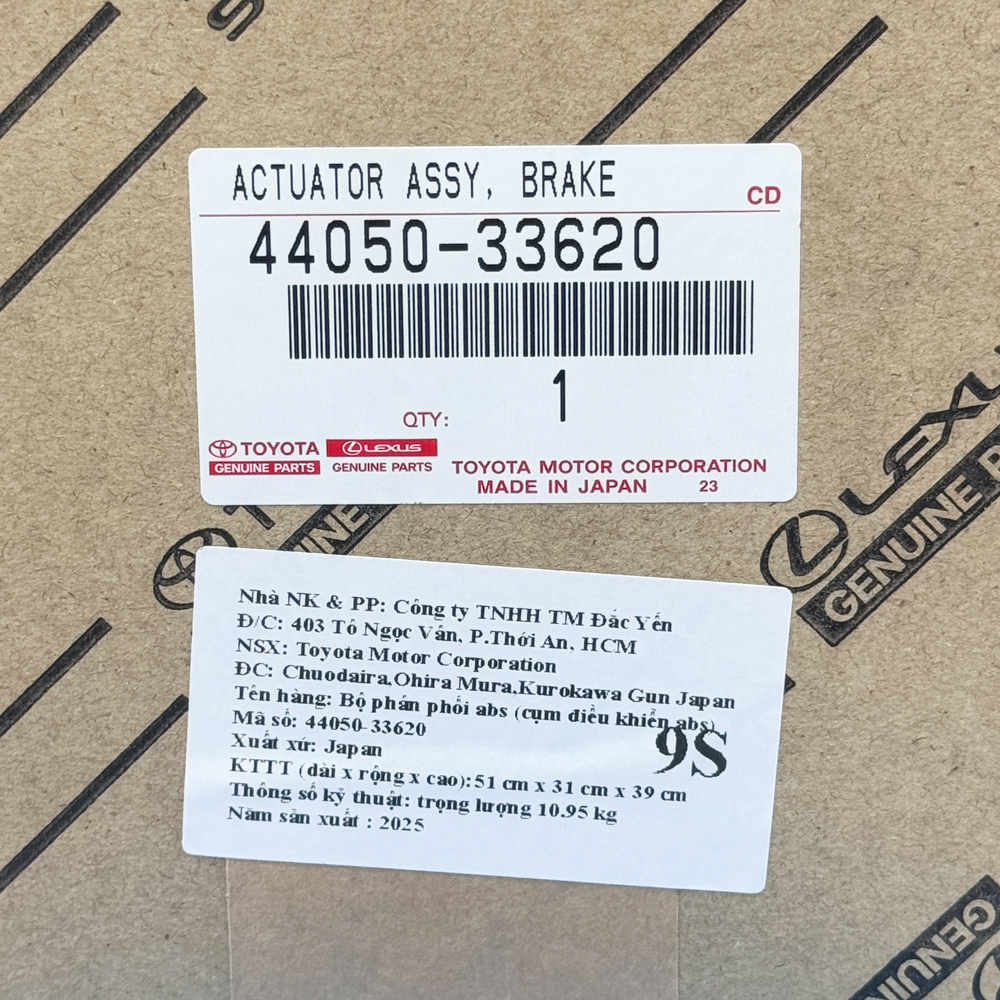 ACTUATOR ASSY, BRAKE
CD
44050-33620
1
QTY:
TOYOTA LEXUS
GENUINE PARTS GENUINE PARTS
TOYOTA MOTOR CORPORATION
MADE IN JAPAN 23
LEXUS
GENUINE
Nhà NK & PP: Công ty TNHH TM Đắc Yến
Đ/C: 403 Tô Ngọc Vân, P.Thới An, HCM
NSX: Toyota Motor Corporation
ĐC: Chuodaira,Ohira Mura,Kurokawa Gun Japan
Tên hàng: Bộ phân phối abs (cụm điều khiển abs)
Mã số: 44050-33620
9S
Xuất xứ: Japan
KTTT (dài x rộng x cao):51 cm x 31 cm x 39 cm
Thông số kỹ thuật: trọng lượng 10.95 kg
Năm sản xuất : 2025